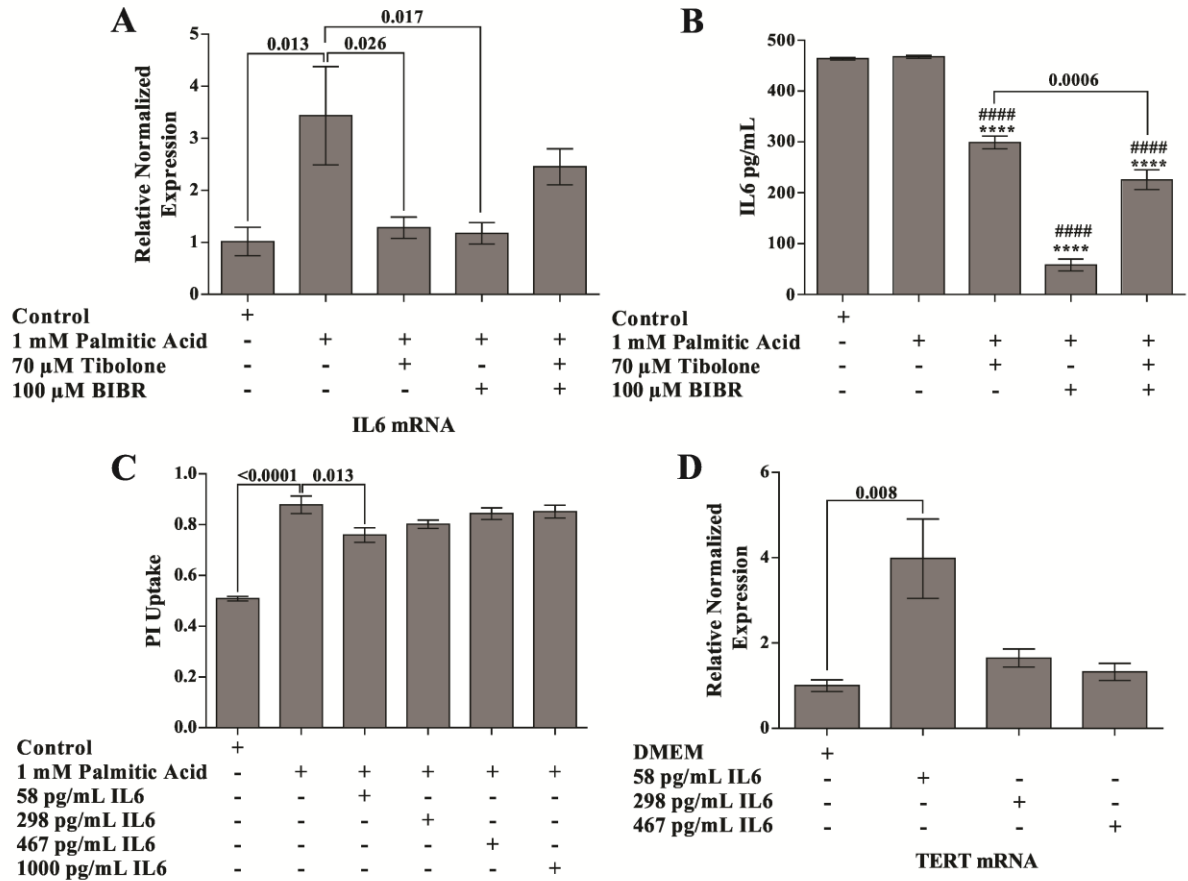 A
0.017
0.013
0.026
5
4
3
2
1
0
Relative Normalized
Expression
Control + - - - -
1 mM Palmitic Acid - + + + +
70 µM Tibolone - - + - +
100 µM BIBR - - - + +
IL6 mRNA
B
500
400
300
200
100
0
IL6 pg/mL
0.0006
####
****
####
****
####
****
Control + - - - -
1 mM Palmitic Acid - + + + +
70 µM Tibolone - - + - +
100 µM BIBR - - - + +
C
<0.0001
0.013
1.0
0.8
0.6
0.4
0.2
0.0
PI Uptake
Control + - - - - -
1 mM Palmitic Acid - + + + + +
58 pg/mL IL6 - - + - - -
298 pg/mL IL6 - - - + - -
467 pg/mL IL6 - - - - + -
1000 pg/mL IL6 - - - - - +
D
0.008
6
4
2
0
Relative Normalized
Expression
DMEM + - - -
58 pg/mL IL6 - + - -
298 pg/mL IL6 - - + -
467 pg/mL IL6 - - - +
TERT mRNA